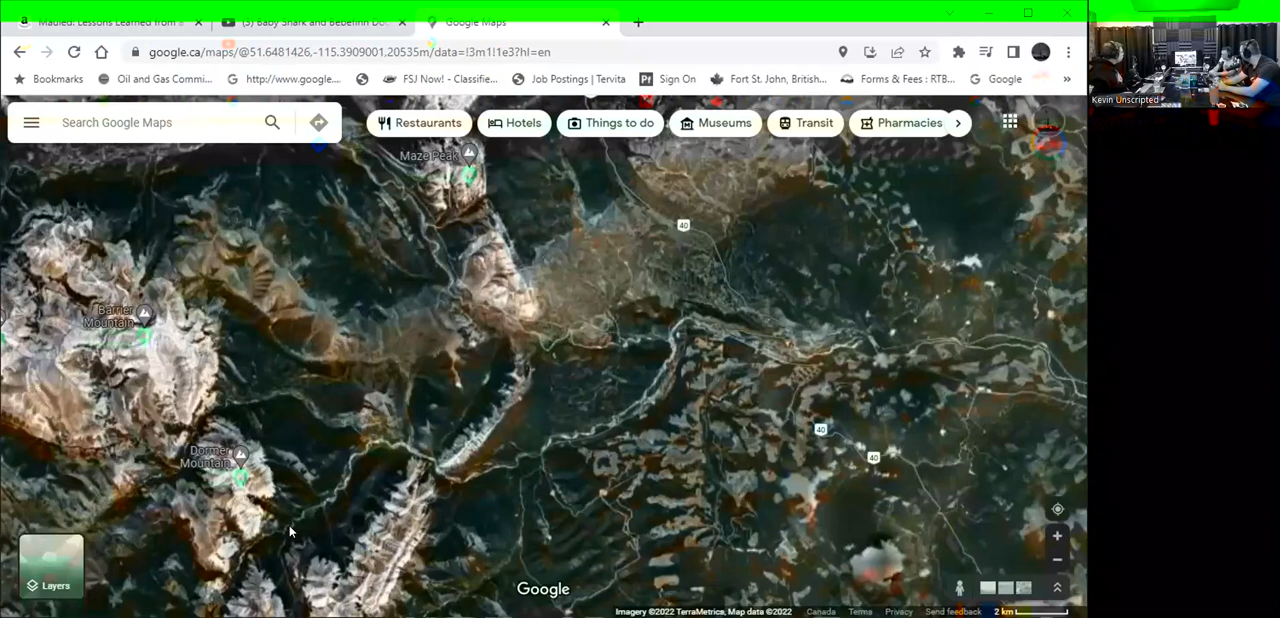 Mauled: Lessons Learned from a
(3) Baby Shark and Bebefinn Do
Google Maps
google.ca/maps/@51.6481426,-115.3909001,20535m/data=!3m1!1e3?hl=en
Bookmarks
Oil and Gas Commi...
http://www.google....
FSJ Now! - Classifie...
Job Postings | Tervita
Sign On
Fort St. John, British...
Forms & Fees : RTB...
Google
»
Kevin Unscripted
Search Google Maps
Restaurants
Hotels
Things to do
Museums
Transit
Pharmacies
Maze Peak
40
Barrier
Mountain
40
40
Dormer
Mountain
Layers
Google
Imagery ©2022 TerraMetrics, Map data ©2022
Canada
Terms
Privacy
Send feedback
2 km